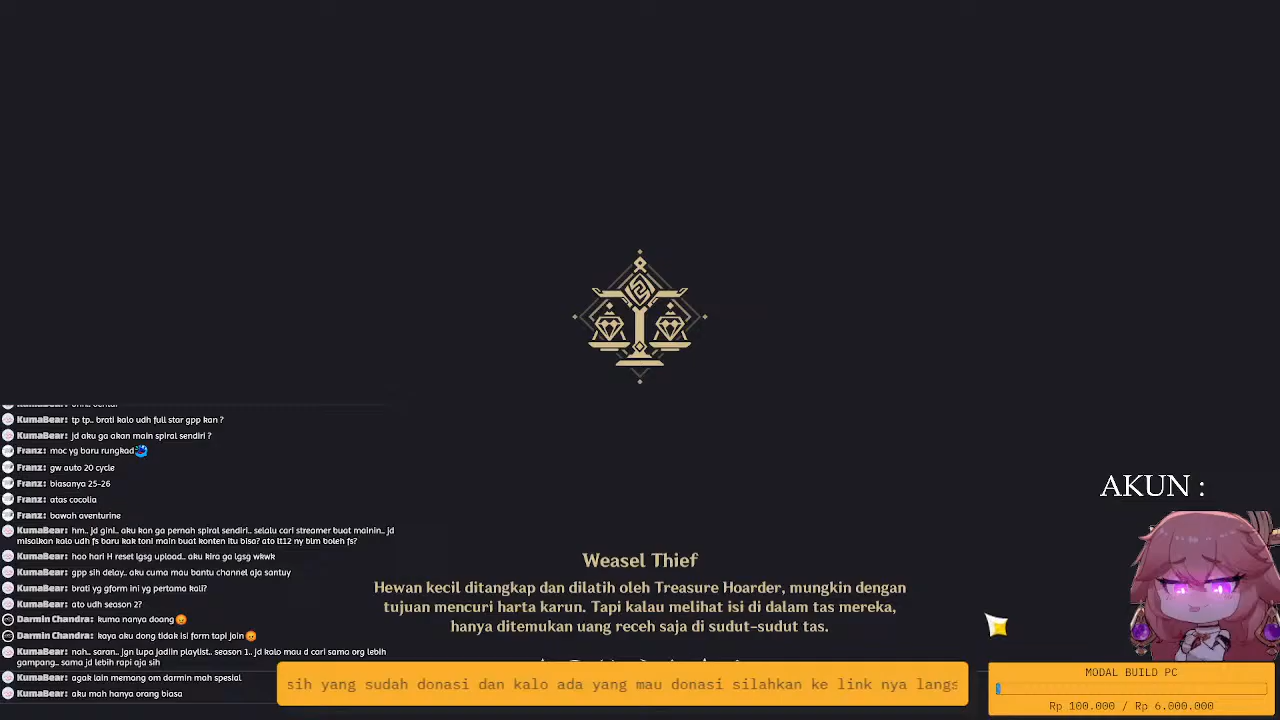 KumaBear: tp tp.. brati kalo udh full star gpp kan ?
KumaBear: jd aku ga akan main spiral sendiri ?
Franz: moc yg baru rungkad
Franz: gw auto 20 cycle
Franz: biasanya 25-26
Franz: atas cocolia
Franz: bawah aventurine
KumaBear: hm.. jd gini.. aku kan ga pernah spiral sendiri.. selalu cari streamer buat mainin.. jd
misalkan kalo udh fs baru kak toni main buat konten itu bisa? ato lt12 ny blm boleh fs?
KumaBear: hoo hari H reset lgsg upload.. aku kira ga lgsg wkwk
KumaBear: gpp sih delay.. aku cuma mau bantu channel aja santuy
KumaBear: brati yg gform ini yg pertama kali?
KumaBear: ato udh season 2?
Darmin Chandra: kuma nanya doang
Darmin Chandra: kaya aku dong tidak isi form tapi join
KumaBear: nah.. saran.. jgn lupa jadiin playlist.. season 1.. jd kalo mau d cari sama org lebih
gampang.. sama jd lebih rapi aja sih
KumaBear: agak lain memang om darmin mah spesial
KumaBear: aku mah hanya orang biasa
Weasel Thief
Hewan kecil ditangkap dan dilatih oleh Treasure Hoarder, mungkin dengan
tujuan mencuri harta karun. Tapi kalau melihat isi di dalam tas mereka,
hanya ditemukan uang receh saja di sudut-sudut tas.
sih yang sudah donasi dan kalo ada yang mau donasi silahkan ke link nya langs
AKUN :
MODAL BUILD PC
Rp 100.000 / Rp 6.000.000